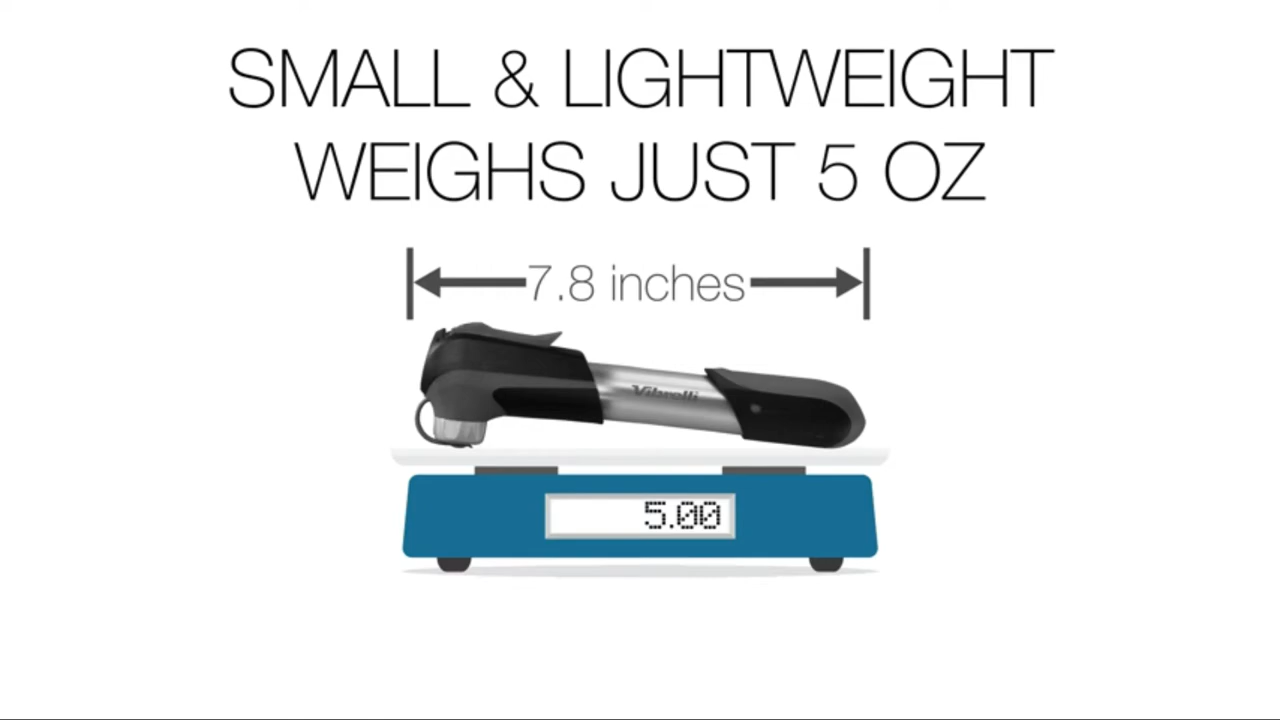 SMALL & LIGHTWEIGHT
WEIGHS JUST 5 OZ
7.8 inches
Vibrelli
5.00